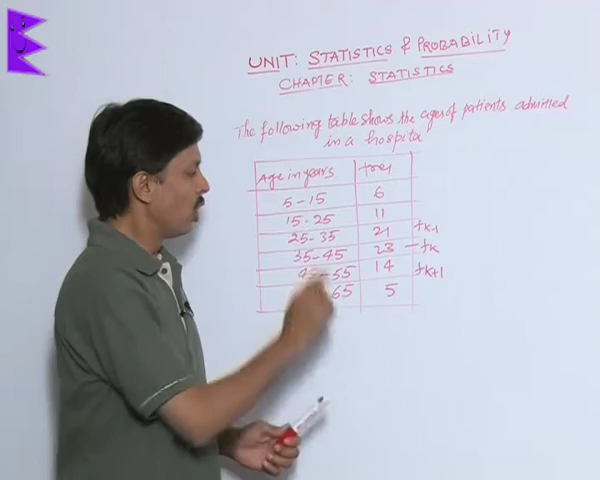 UNIT: STATISTICS & PROBABILITY
CHAPTER: STATISTICS
The following table shows the ages of patients admitted
in a hospital
Age in years fre
5-15 6
15-25 11
25-35 21 fk-1
35-45 23 - fk
45-55 14 fk+1
65 5